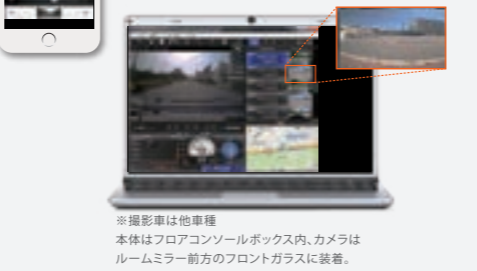 ※撮影車は他車種
本体はフロアコンソールボックス内、カメラは
ルームミラー前方のフロントガラスに装着。